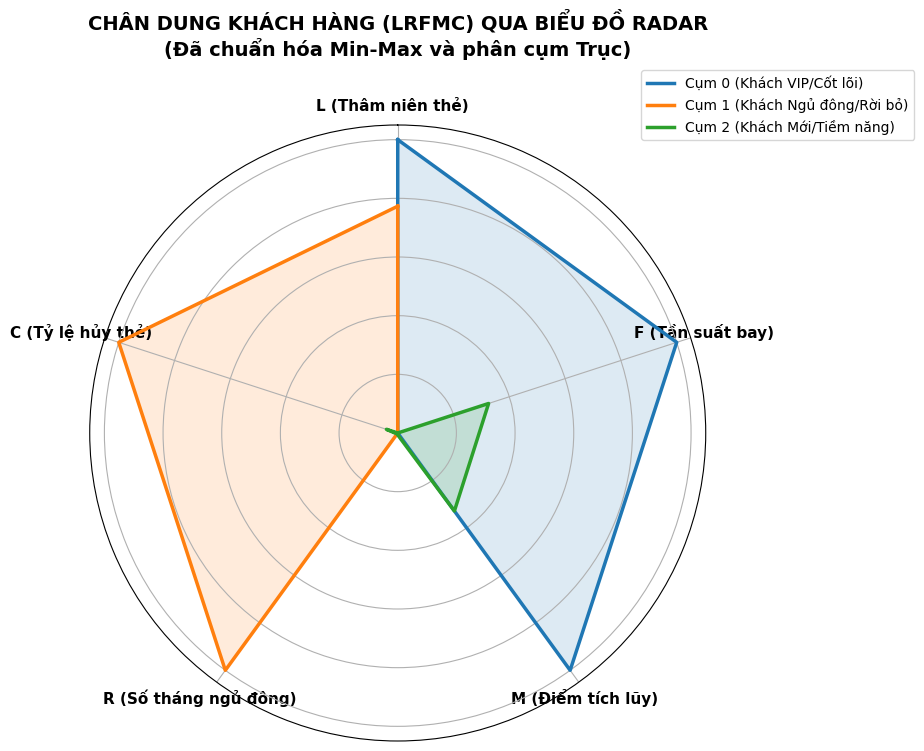 CHÂN DUNG KHÁCH HÀNG (LRFMC) QUA BIỂU ĐỒ RADAR
(Đã chuẩn hóa Min-Max và phân cụm Trục)
Cụm 0 (Khách VIP/Cốt lõi)
Cụm 1 (Khách Ngủ đông/Rời bỏ)
Cụm 2 (Khách Mới/Tiềm năng)
L (Thâm niên thẻ)
C (Tỷ lệ hủy thẻ)
F (Tần suất bay)
R (Số tháng ngủ đông)
M (Điểm tích lũy)